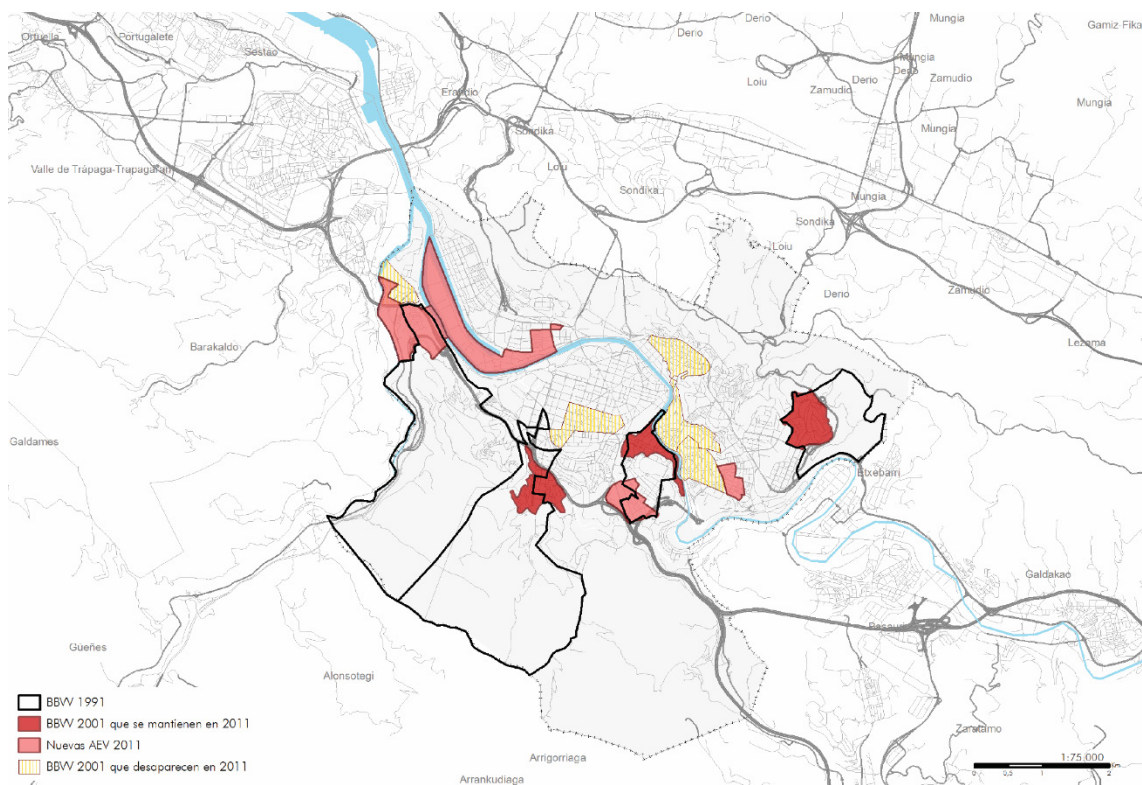 Derio
Mungia
Gamiz-Fika
Ortuella
Portugalete
Derio
Sestao
Mungia
Loiu
Derio
Derio
Zamudio
Loiu
Zamudio
Erandio
Mungia
Sondika
Mungia
Valle de Trápaga-Trapagaran
Loiu
Sondika
Mungia
Sondika
Loiu
Derio
Zamudio
Barakaldo
Lezama
Galdames
Etxebarri
Galdakao
Basauri
Güeñes
Alonsotegi
BBVV 1991
BBVV 2001 que se mantienen en 2011
Nuevas AEV 2011
BBVV 2001 que desaparecen en 2011
Zaratamo
Arrigorriaga
Arrankudiaga
1:75,000
0 0,5 1 2